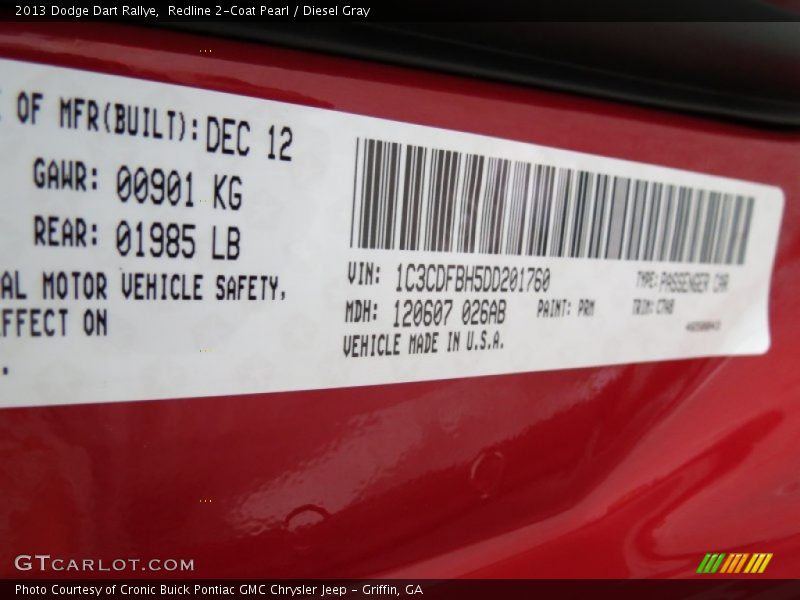 2013 Dodge Dart Rallye, Redline 2-Coat Pearl / Diesel Gray
OF MFR(BUILT): DEC 12
GAWR: 00901 KG
REAR: 01985 LB
AL MOTOR VEHICLE SAFETY,
EFFECT ON
.
VIN: 1C3CDFBH5DD201760 TYPE: PASSENGER CAR
MDH: 120607 026AB PAINT: PRM TRIM:
VEHICLE MADE IN U.S.A.
GTCARLOT.COM
Photo Courtesy of Cronic Buick Pontiac GMC Chrysler Jeep - Griffin, GA